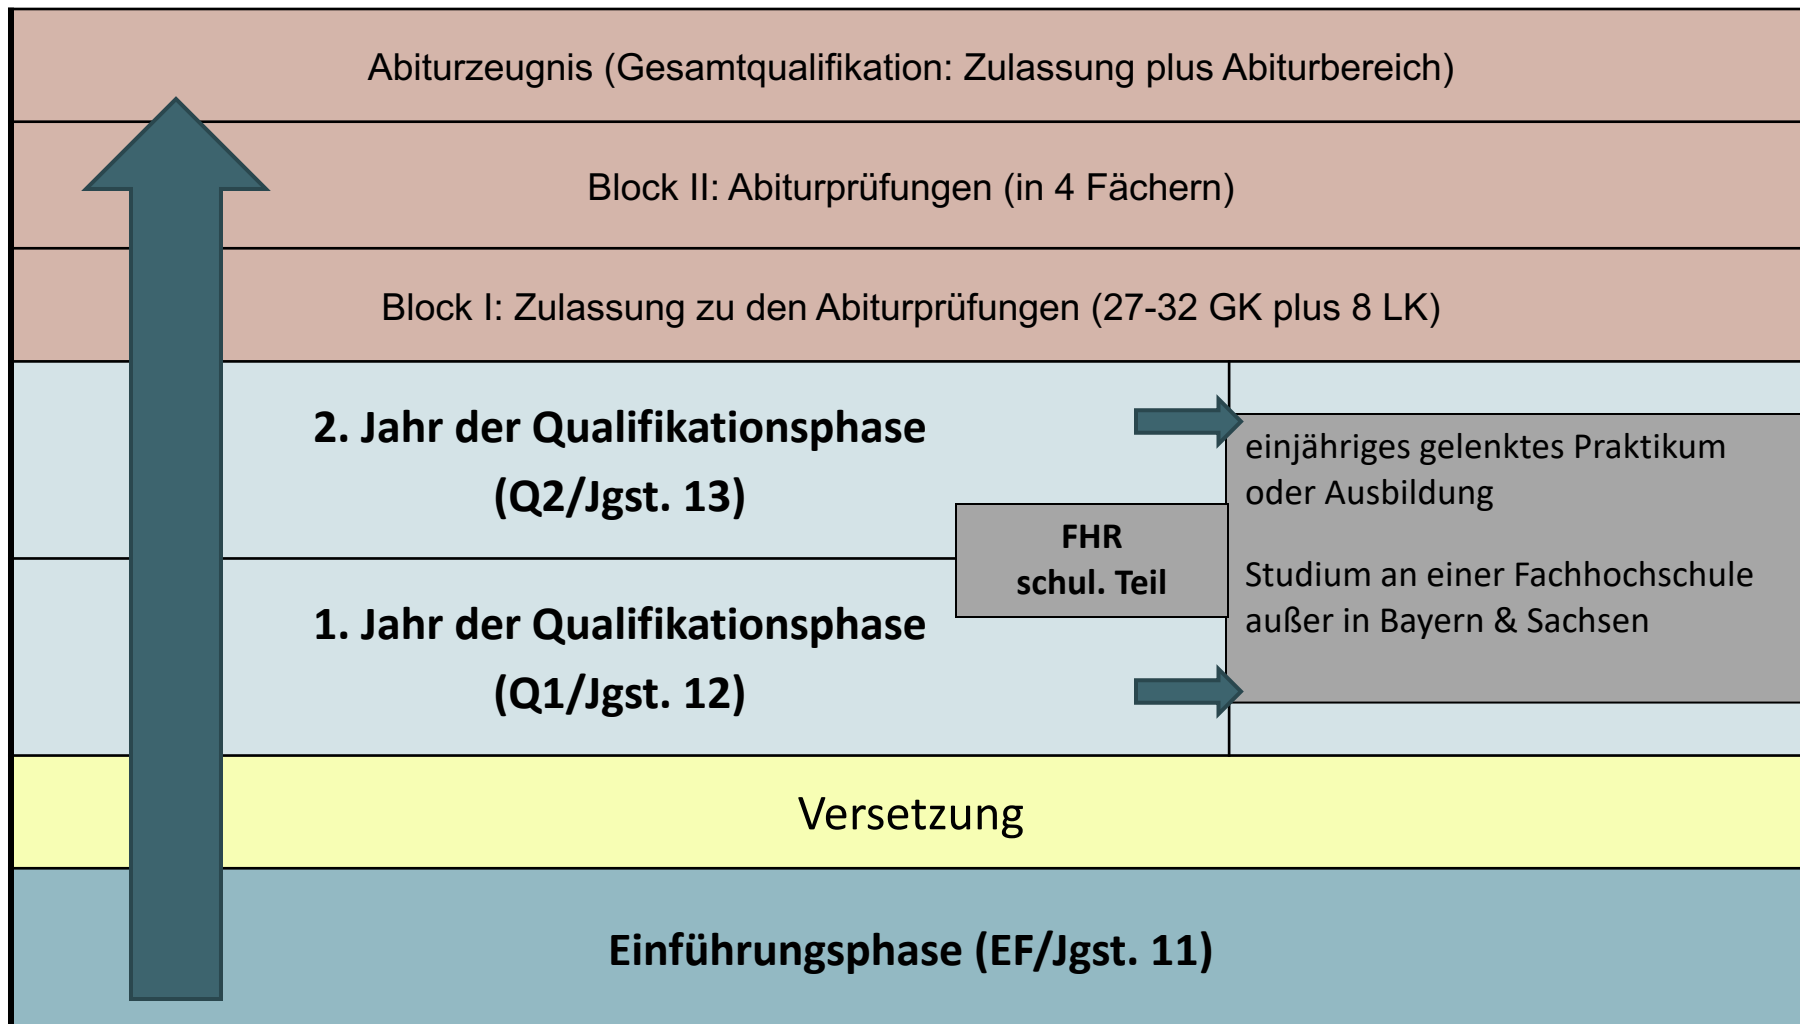 Abiturzeugnis (Gesamtqualifikation: Zulassung plus Abiturbereich)
Block II: Abiturprüfungen (in 4 Fächern)
Block I: Zulassung zu den Abiturprüfungen (27-32 GK plus 8 LK)
2. Jahr der Qualifikationsphase
(Q2/Jgst. 13)
einjähriges gelenktes Praktikum
oder Ausbildung
FHR
schul. Teil
Studium an einer Fachhochschule
außer in Bayern & Sachsen
1. Jahr der Qualifikationsphase
(Q1/Jgst. 12)
Versetzung
Einführungsphase (EF/Jgst. 11)